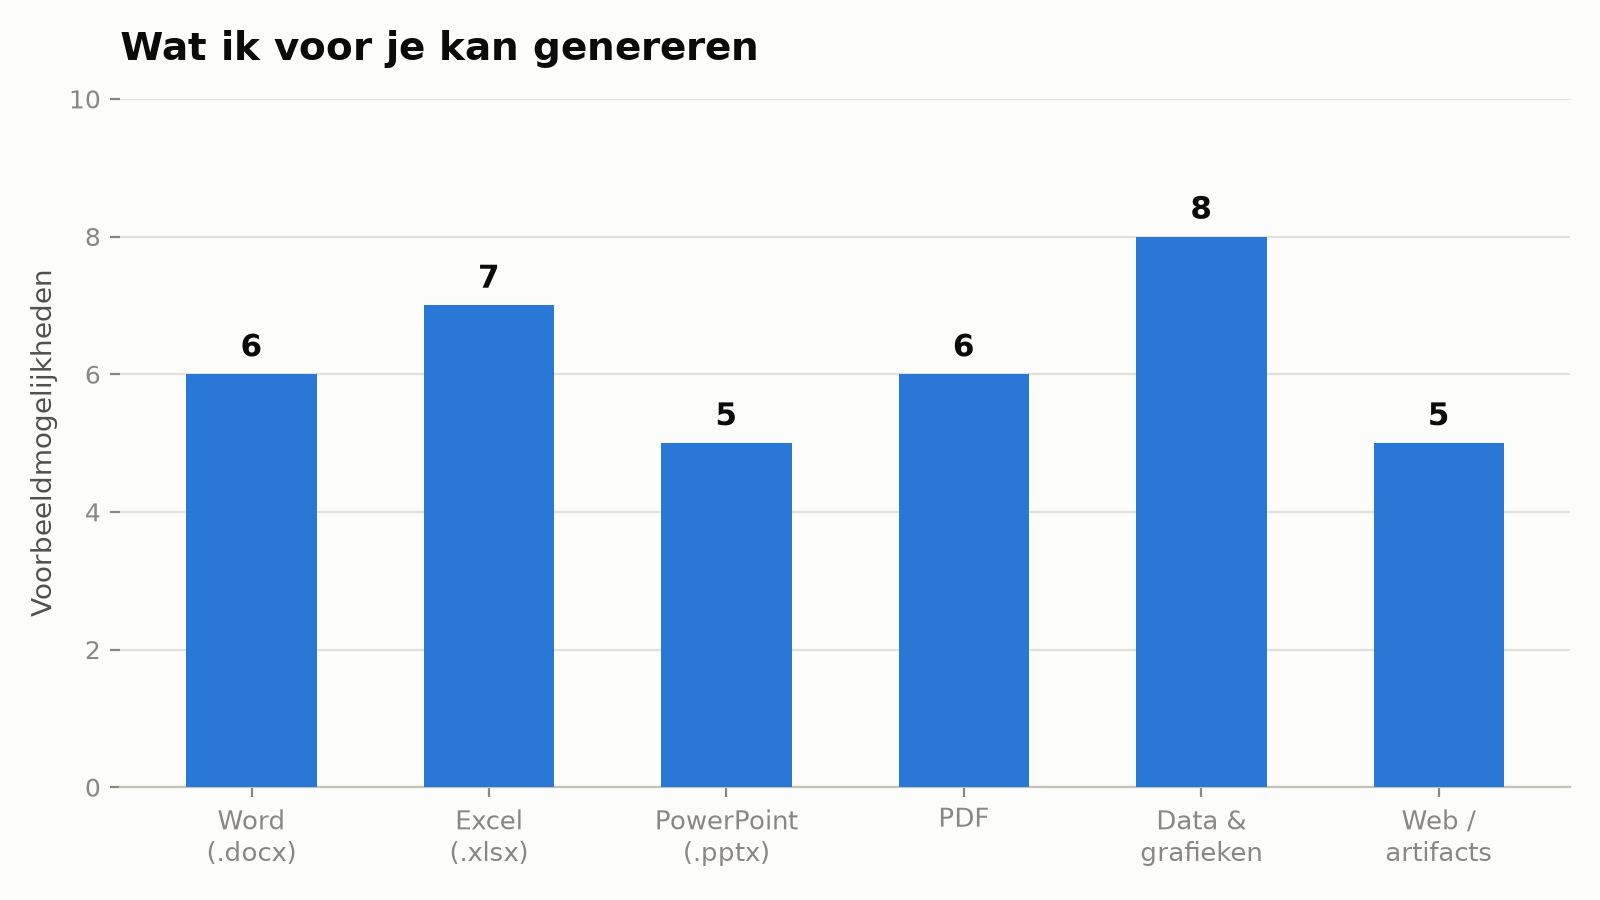 Wat ik voor je kan genereren
Voorbeeldmogelijkheden
10
8
6
4
2
0
6
7
5
6
8
5
Word
(.docx)
Excel
(.xlsx)
PowerPoint
(.pptx)
PDF
Data &
grafieken
Web /
artifacts